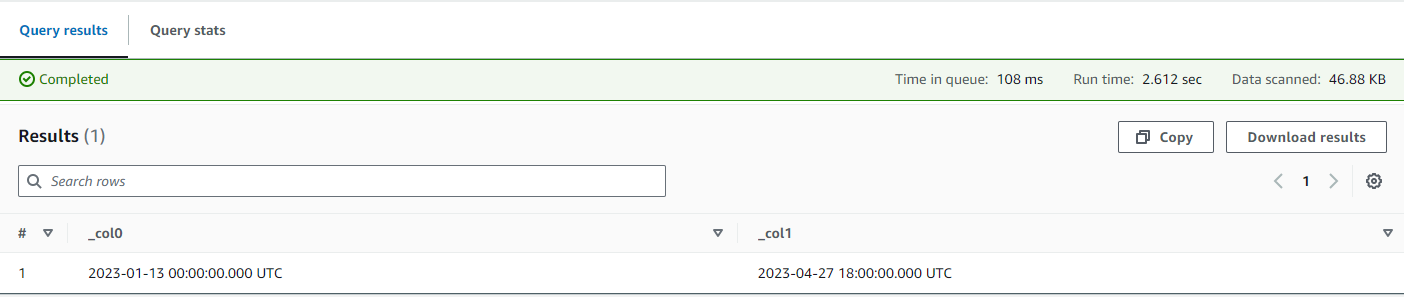 Query results Query stats
Completed Time in queue: 108 ms Run time: 2.612 sec Data scanned: 46.88 KB
Results (1) Copy Download results
Search rows 1
# _col0 _col1
1 2023-01-13 00:00:00.000 UTC 2023-04-27 18:00:00.000 UTC